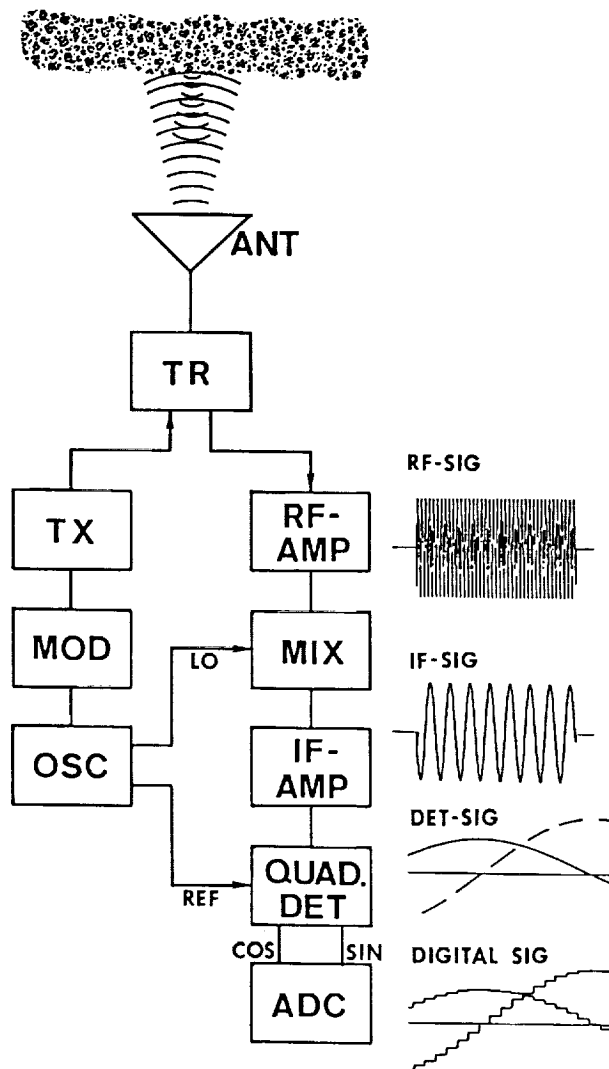 ANT
TR
RF-SIG
TX
RF-
AMP
MOD
MIX
LO
IF-SIG
OSC
IF-
AMP
DET-SIG
QUAD.
DET
REF
COS
SIN
DIGITAL SIG
ADC